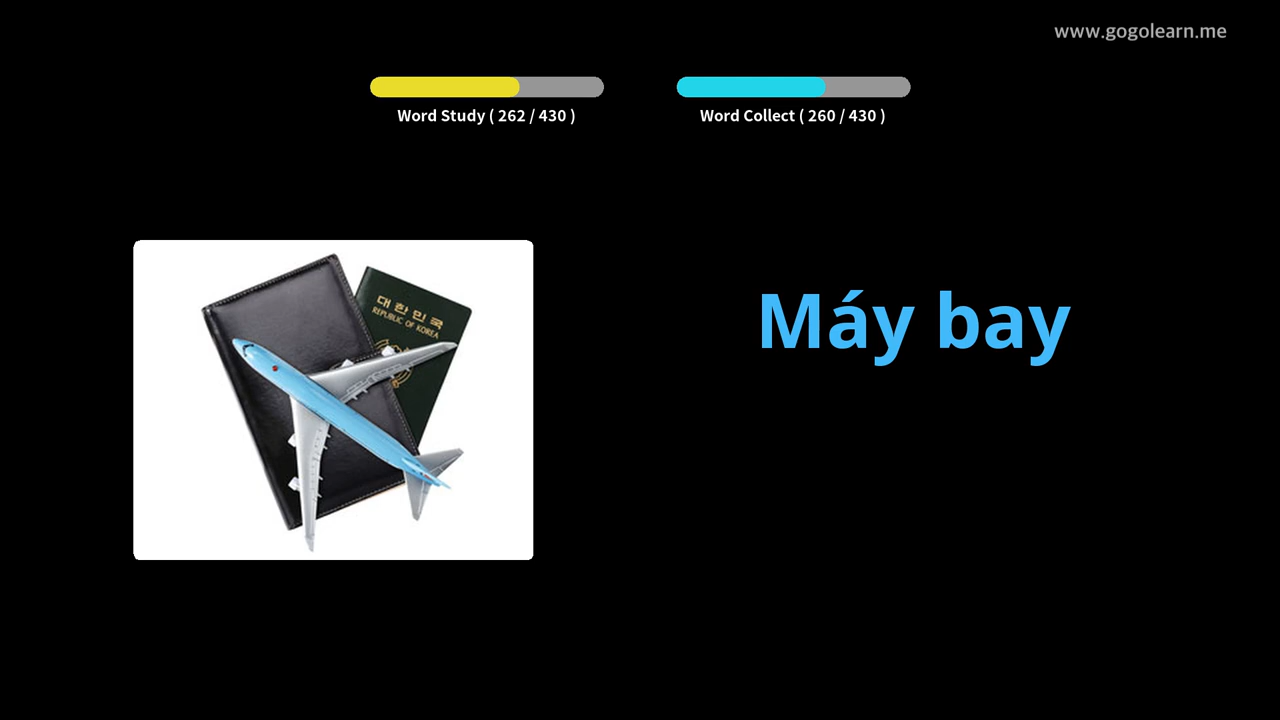 www.gogolearn.me
Word Study ( 262 / 430 )
Word Collect ( 260 / 430 )
대한민국
REPUBLIC OF KOREA
Máy bay